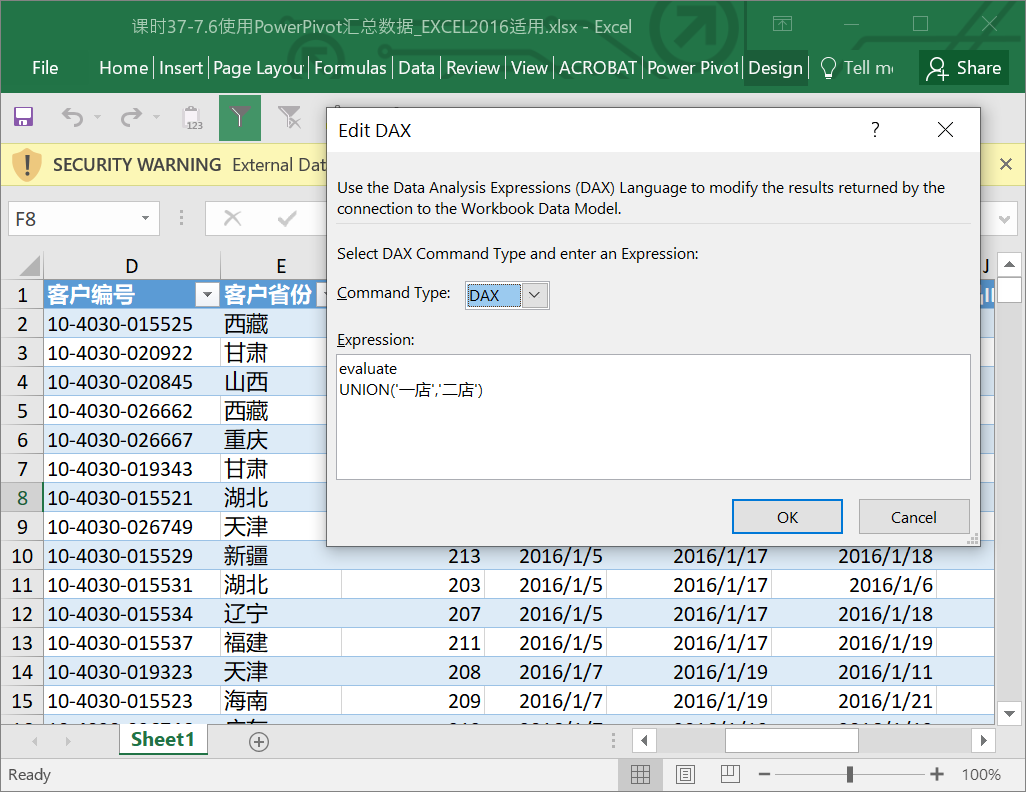 课时37-7.6使用PowerPivot汇总数据_EXCEL2016适用.xlsx - Excel
File Home Insert Page Layou Formulas Data Review View ACROBAT Power Pivot Design Tell me Share
123
Edit DAX ?
SECURITY WARNING External Dat
Use the Data Analysis Expressions (DAX) Language to modify the results returned by the
connection to the Workbook Data Model.
F8
Select DAX Command Type and enter an Expression:
Command Type: DAX
Expression:
evaluate
UNION('一店','二店')
OK Cancel
D E J
1 客户编号 客户省份
2 10-4030-015525 西藏
3 10-4030-020922 甘肃
4 10-4030-020845 山西
5 10-4030-026662 西藏
6 10-4030-026667 重庆
7 10-4030-019343 甘肃
8 10-4030-015521 湖北
9 10-4030-026749 天津
10 10-4030-015529 新疆 213 2016/1/5 2016/1/17 2016/1/18
11 10-4030-015531 湖北 203 2016/1/5 2016/1/17 2016/1/6
12 10-4030-015534 辽宁 207 2016/1/5 2016/1/17 2016/1/18
13 10-4030-015537 福建 211 2016/1/5 2016/1/17 2016/1/19
14 10-4030-019323 天津 208 2016/1/7 2016/1/19 2016/1/11
15 10-4030-015523 海南 209 2016/1/7 2016/1/19 2016/1/21
Sheet1
Ready 100%